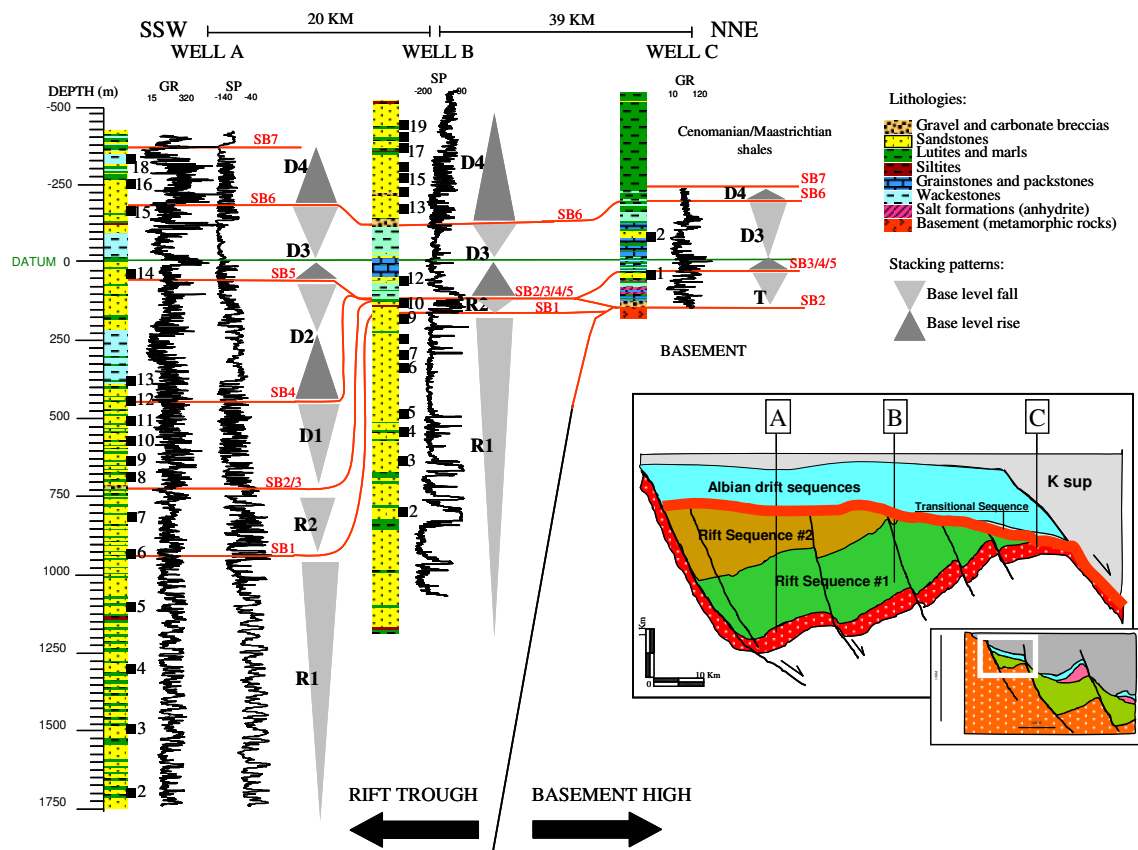 SSW
20 KM
39 KM
NNE
WELL A
WELL B
WELL C
DEPTH (m)
GR
15 320
SP
-140 -40
SP
-200
GR
10 120
-500
-250
DATUM 0
250
500
750
1000
1250
1500
1750
18
16
15
14
13
12
11
10
9
8
7
6
5
4
3
2
SB7
SB6
SB5
SB4
SB2/3
SB1
D4
D3
D2
D1
R2
R1
19
17
15
13
12
10
9
7
6
5
4
3
2
D4
D3
R2
R1
SB6
SB2/3/4/5
SB1
Cenomanian/Maastrichtian
shales
2
1
SB7
SB6
SB3/4/5
SB2
D4
D3
T
BASEMENT
Lithologies:
Gravel and carbonate breccias
Sandstones
Lutites and marls
Siltites
Grainstones and packstones
Wackestones
Salt formations (anhydrite)
Basement (metamorphic rocks)
Stacking patterns:
Base level fall
Base level rise
A
B
C
Albian drift sequences
K sup
Transitional Sequence
Rift Sequence #2
Rift Sequence #1
1 Km
0
10 Km
RIFT TROUGH
BASEMENT HIGH